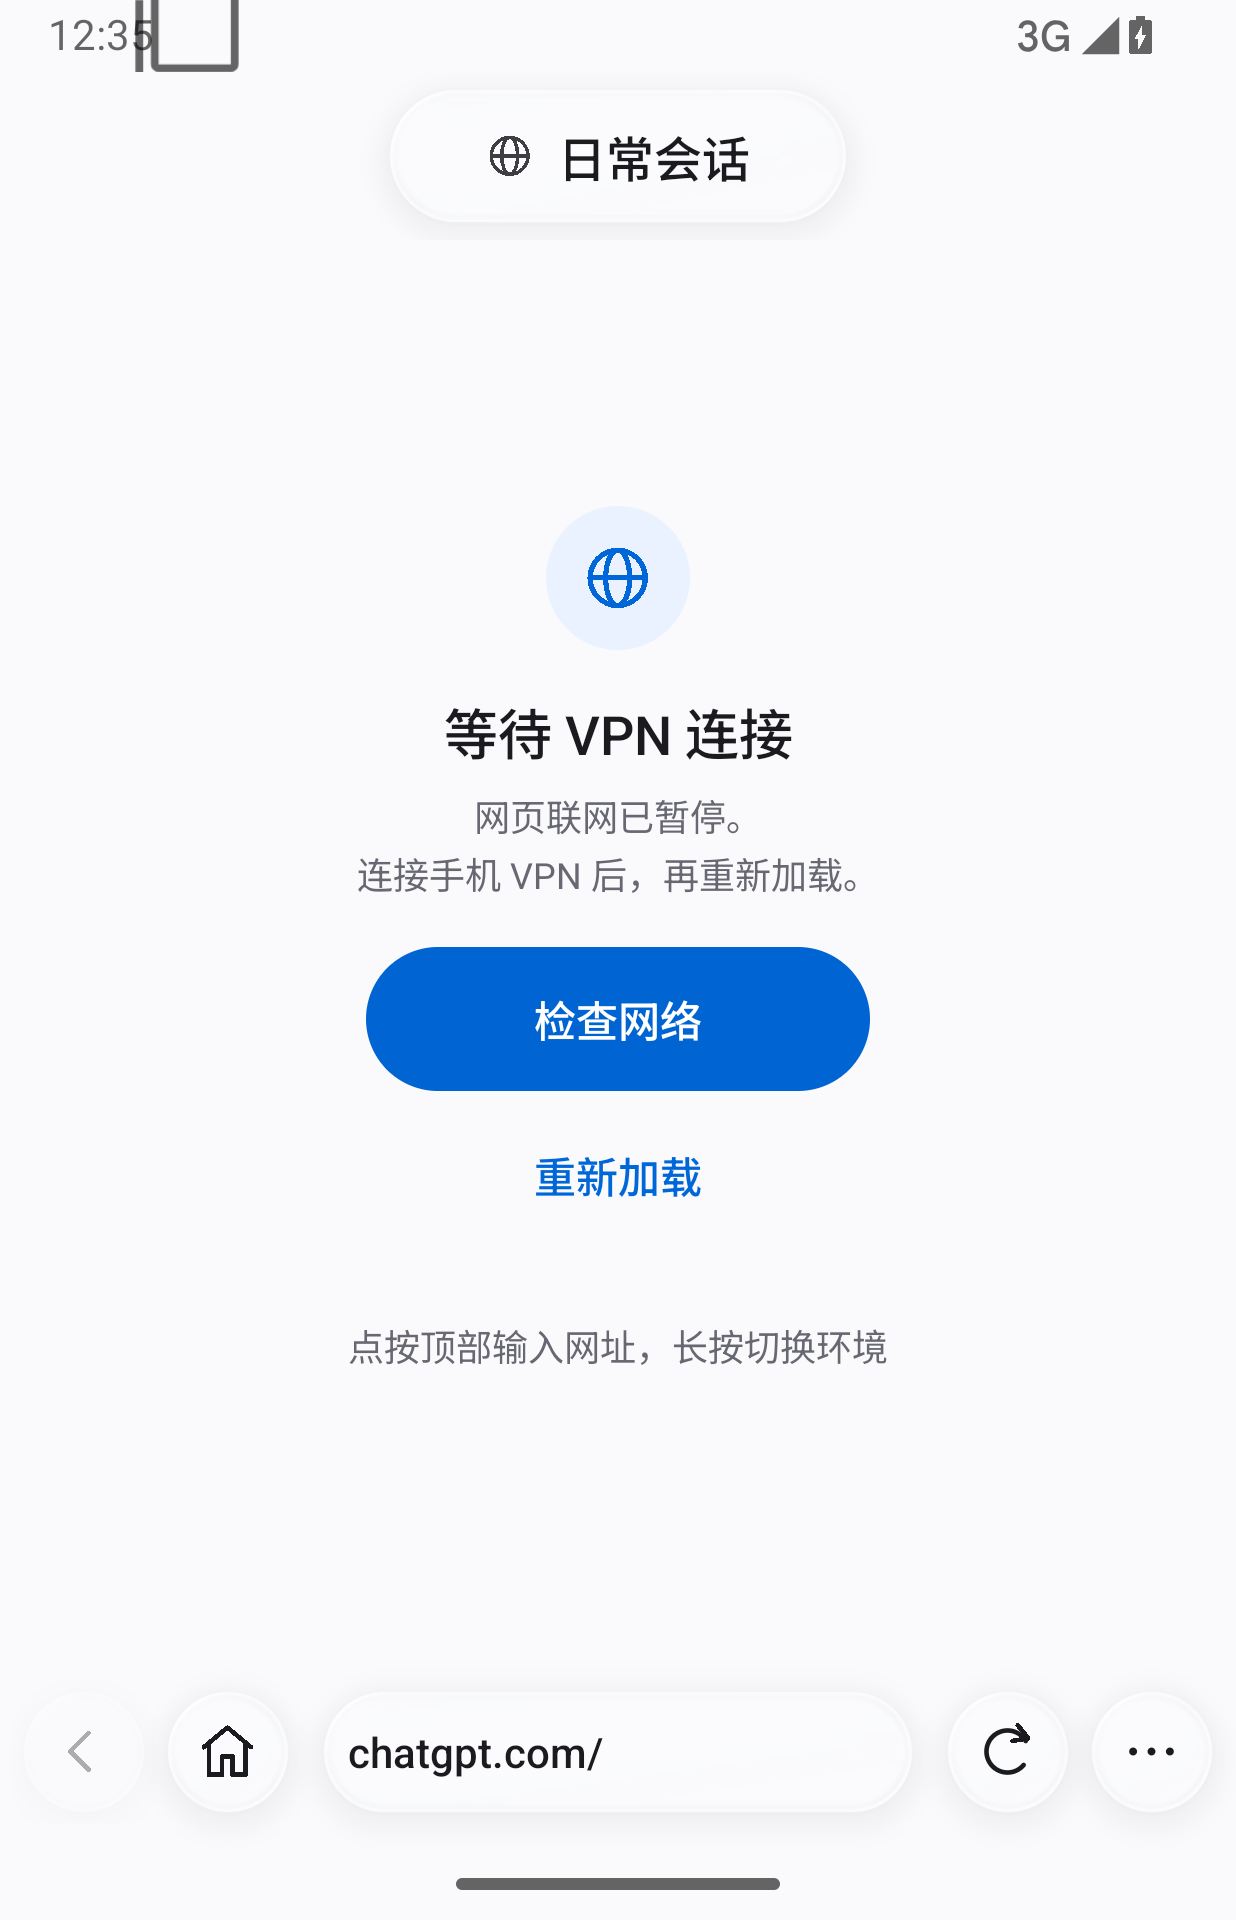 12:35
3G
日常会话
等待 VPN 连接
网页联网已暂停。
连接手机 VPN 后，再重新加载。
检查网络
重新加载
点按顶部输入网址，长按切换环境
chatgpt.com/